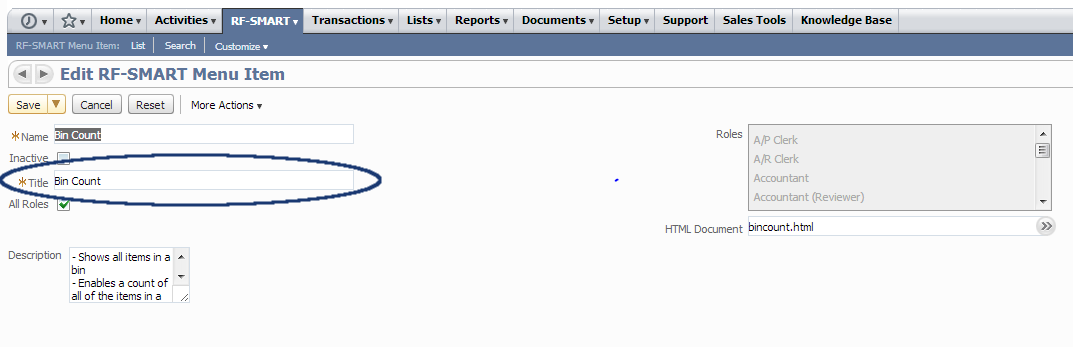 Home Activities RF-SMART Transactions Lists Reports Documents Setup Support Sales Tools Knowledge Base
RF-SMART Menu Item: List Search Customize
Edit RF-SMART Menu Item
Save Cancel Reset More Actions
Name Bin Count
Inactive
Title Bin Count
All Roles
Description - Shows all items in a
bin
- Enables a count of
all of the items in a
Roles
A/P Clerk
A/R Clerk
Accountant
Accountant (Reviewer)
HTML Document bincount.html